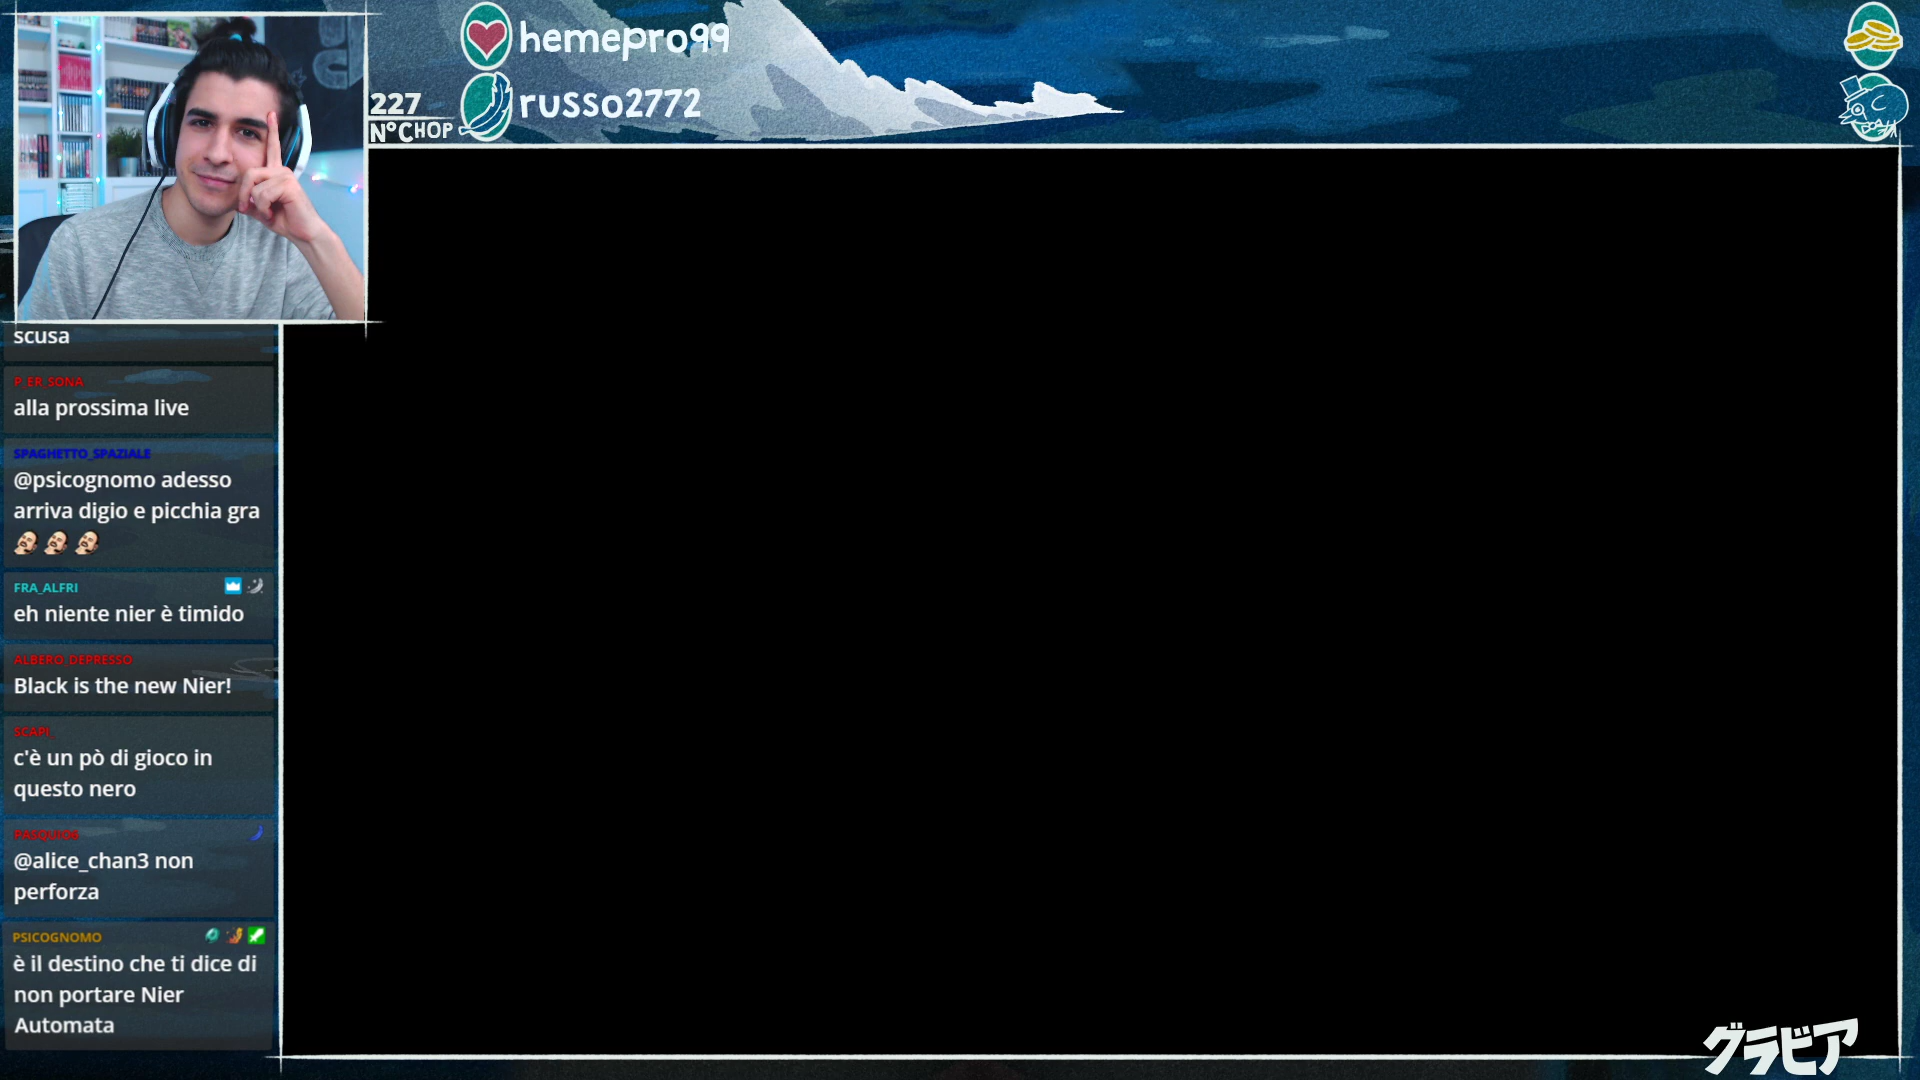 hemepro99
227
N° CHOP
russo2772
scusa
P_ER_SONA
alla prossima live
SPAGHETTO_SPAZIALE
@psicognomo adesso
arriva digio e picchia gra
FRA_ALFRI
eh niente nier è timido
ALBERO_DEPRESSO
Black is the new Nier!
SCAPI_
c'è un pò di gioco in
questo nero
@alice_chan3 non
perforza
PSICOGNOMO
è il destino che ti dice di
non portare Nier
Automata
グラビア